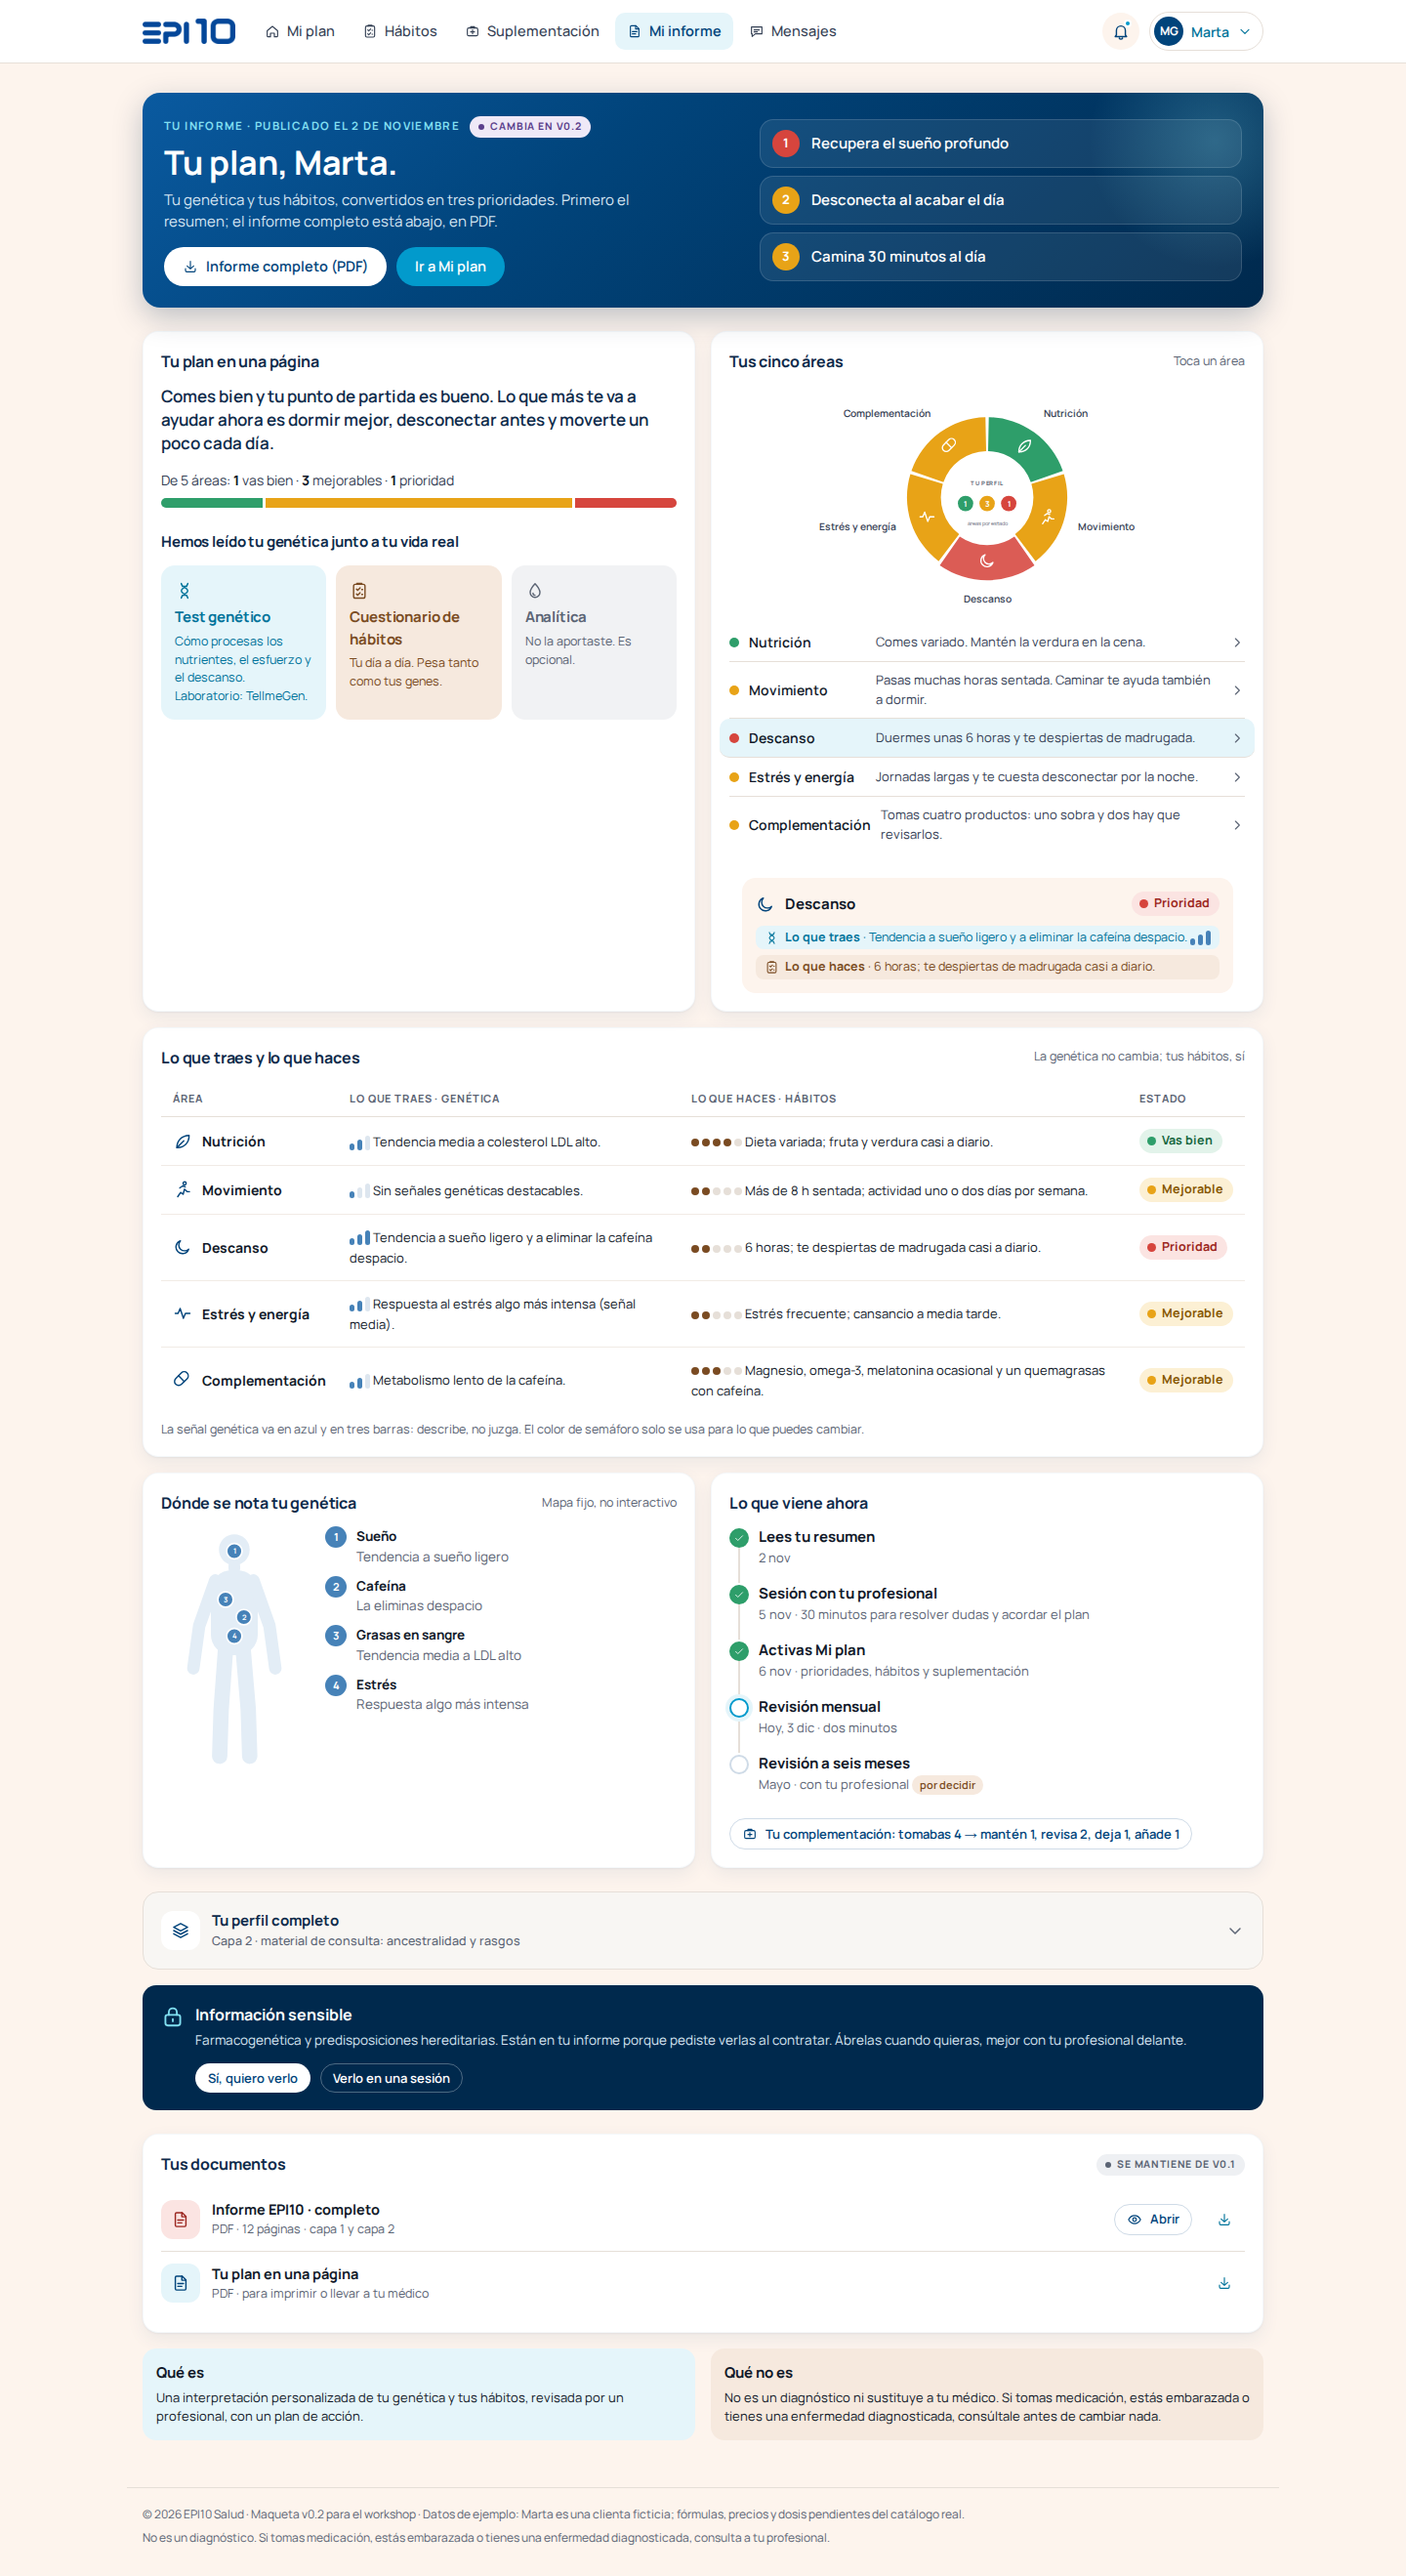 EPI10
Mi plan
Hábitos
Suplementación
Mi informe
Mensajes
MG
Marta
TU INFORME · PUBLICADO EL 2 DE NOVIEMBRE
CAMBIA EN V0.2
Tu plan, Marta.
Tu genética y tus hábitos, convertidos en tres prioridades. Primero el
resumen; el informe completo está abajo, en PDF.
Informe completo (PDF)
Ir a Mi plan
1 Recupera el sueño profundo
2 Desconecta al acabar el día
3 Camina 30 minutos al día
Tu plan en una página
Comes bien y tu punto de partida es bueno. Lo que más te va a
ayudar ahora es dormir mejor, desconectar antes y moverte un
poco cada día.
De 5 áreas: 1 vas bien · 3 mejorables · 1 prioridad
Hemos leído tu genética junto a tu vida real
Test genético
Cómo procesas los
nutrientes, el esfuerzo y
el descanso.
Laboratorio: TellmeGen.
Cuestionario de
hábitos
Tu día a día. Pesa tanto
como tus genes.
Analítica
No la aportaste. Es
opcional.
Tus cinco áreas
Toca un área
Complementación
Nutrición
TU PERFIL
1 3 1
áreas por estado
Estrés y energía
Movimiento
Descanso
Nutrición
Comes variado. Mantén la verdura en la cena.
Movimiento
Pasas muchas horas sentada. Caminar te ayuda también
a dormir.
Descanso
Duermes unas 6 horas y te despiertas de madrugada.
Estrés y energía
Jornadas largas y te cuesta desconectar por la noche.
Complementación
Tomas cuatro productos: uno sobra y dos hay que
revisarlos.
Descanso
Prioridad
Lo que traes · Tendencia a sueño ligero y a eliminar la cafeína despacio.
Lo que haces · 6 horas; te despiertas de madrugada casi a diario.
Lo que traes y lo que haces
La genética no cambia; tus hábitos, sí
ÁREA
LO QUE TRAES · GENÉTICA
LO QUE HACES · HÁBITOS
ESTADO
Nutrición
Tendencia media a colesterol LDL alto.
Dieta variada; fruta y verdura casi a diario.
Vas bien
Movimiento
Sin señales genéticas destacables.
Más de 8 h sentada; actividad uno o dos días por semana.
Mejorable
Descanso
Tendencia a sueño ligero y a eliminar la cafeína
despacio.
6 horas; te despiertas de madrugada casi a diario.
Prioridad
Estrés y energía
Respuesta al estrés algo más intensa (señal
media).
Estrés frecuente; cansancio a media tarde.
Mejorable
Complementación
Metabolismo lento de la cafeína.
Magnesio, omega-3, melatonina ocasional y un quemagrasas
con cafeína.
Mejorable
La señal genética va en azul y en tres barras: describe, no juzga. El color de semáforo solo se usa para lo que puedes cambiar.
Dónde se nota tu genética
Mapa fijo, no interactivo
1
3
2
4
1 Sueño
Tendencia a sueño ligero
2 Cafeína
La eliminas despacio
3 Grasas en sangre
Tendencia media a LDL alto
4 Estrés
Respuesta algo más intensa
Lo que viene ahora
Lees tu resumen
2 nov
Sesión con tu profesional
5 nov · 30 minutos para resolver dudas y acordar el plan
Activas Mi plan
6 nov · prioridades, hábitos y suplementación
Revisión mensual
Hoy, 3 dic · dos minutos
Revisión a seis meses
Mayo · con tu profesional por decidir
Tu complementación: tomabas 4 → mantén 1, revisa 2, deja 1, añade 1
Tu perfil completo
Capa 2 · material de consulta: ancestralidad y rasgos
Información sensible
Farmacogenética y predisposiciones hereditarias. Están en tu informe porque pediste verlas al contratar. Ábrelas cuando quieras, mejor con tu profesional delante.
Sí, quiero verlo
Verlo en una sesión
Tus documentos
SE MANTIENE DE V0.1
Informe EPI10 · completo
PDF · 12 páginas · capa 1 y capa 2
Abrir
Tu plan en una página
PDF · para imprimir o llevar a tu médico
Qué es
Una interpretación personalizada de tu genética y tus hábitos, revisada por un
profesional, con un plan de acción.
Qué no es
No es un diagnóstico ni sustituye a tu médico. Si tomas medicación, estás embarazada o
tienes una enfermedad diagnosticada, consúltale antes de cambiar nada.
© 2026 EPI10 Salud · Maqueta v0.2 para el workshop · Datos de ejemplo: Marta es una clienta ficticia; fórmulas, precios y dosis pendientes del catálogo real.
No es un diagnóstico. Si tomas medicación, estás embarazada o tienes una enfermedad diagnosticada, consulta a tu profesional.